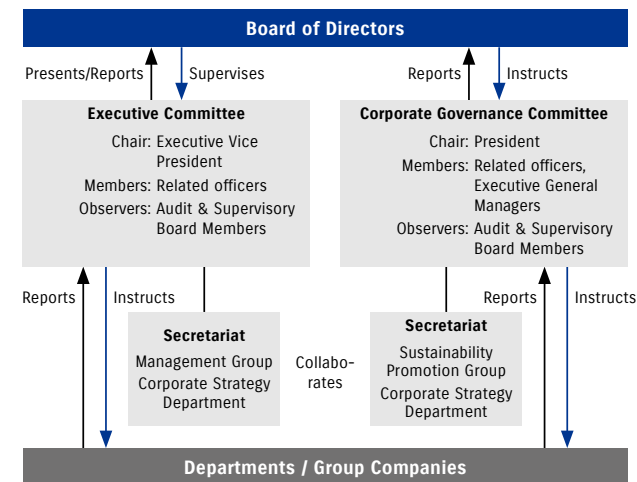 Board of Directors
Presents/Reports
Supervises
Reports
Instructs
Executive Committee
Chair: Executive Vice
President
Members: Related officers
Observers: Audit & Supervisory
Board Members
Corporate Governance Committee
Chair: President
Members: Related officers,
Executive General
Managers
Observers: Audit & Supervisory
Board Members
Reports
Instructs
Reports
Instructs
Secretariat
Management Group
Corporate Strategy
Department
Collabo-
rates
Secretariat
Sustainability
Promotion Group
Corporate Strategy
Department
Departments / Group Companies